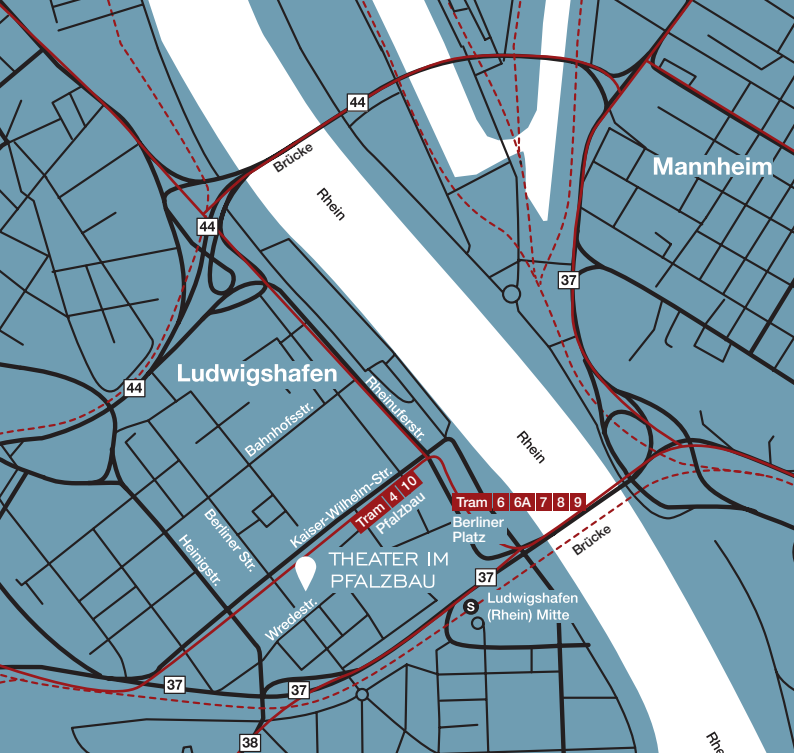 44
Brücke
Mannheim
Rhein
44
37
Ludwigshafen
44
Rheinuferstr.
Bahnhofsstr.
Rhein
Kaiser-Wilhelm-Str.
Tram 4 10
Pfalzbau
Tram 6 6A 7 8 9
Berliner
Platz
Berliner Str.
Heinigstr.
Brücke
THEATER IM
PFALZBAU
37
S
Ludwigshafen
(Rhein) Mitte
Wredestr.
37
37
38
Rhe